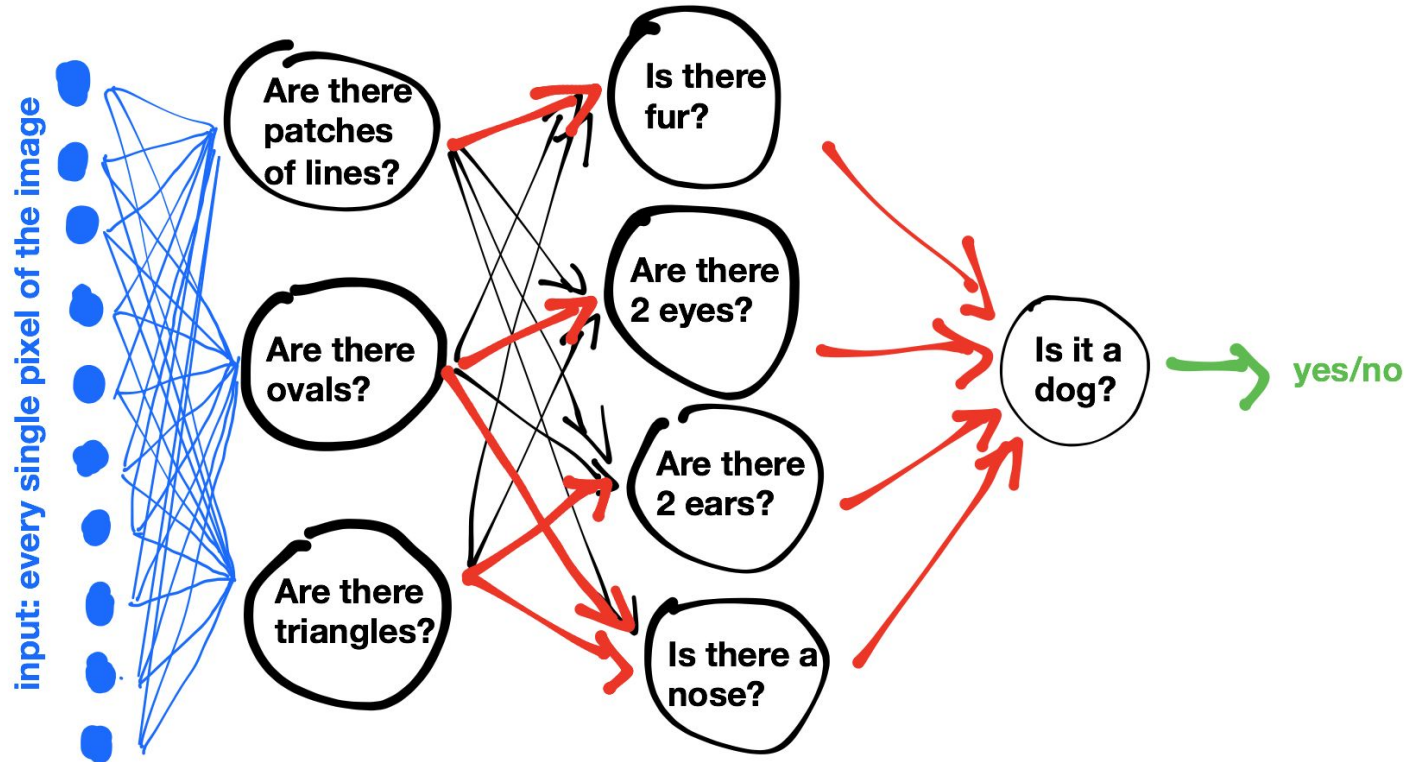 input: every single pixel of the image
Are there
patches
of lines?
Are there
ovals?
Are there
triangles?
Is there
fur?
Are there
2 eyes?
Are there
2 ears?
Is there a
nose?
Is it a
dog?
yes/no